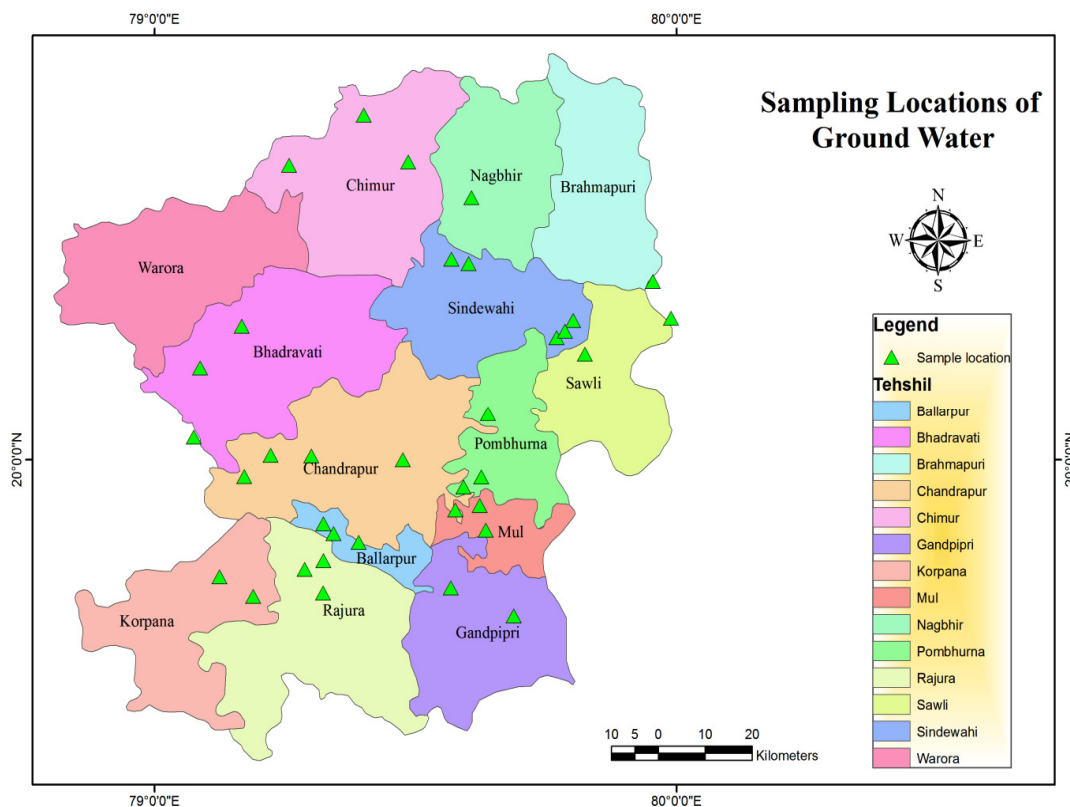 79°0'0"E
80°0'0"E
Sampling Locations of
Ground Water
N
W
E
S
Chimur
Nagbhir
Brahmapuri
Warora
Sindewahi
Bhadravati
Sawli
Pombhurna
Chandrapur
Mul
Ballarpur
Rajura
Korpana
Gandpipri
20°0'0"N
20°0'0"N
Legend
Sample location
Tehshil
Ballarpur
Bhadravati
Brahmapuri
Chandrapur
Chimur
Gandpipri
Korpana
Mul
Nagbhir
Pombhurna
Rajura
Sawli
Sindewahi
Warora
10 5 0 10 20
Kilometers
79°0'0"E
80°0'0"E